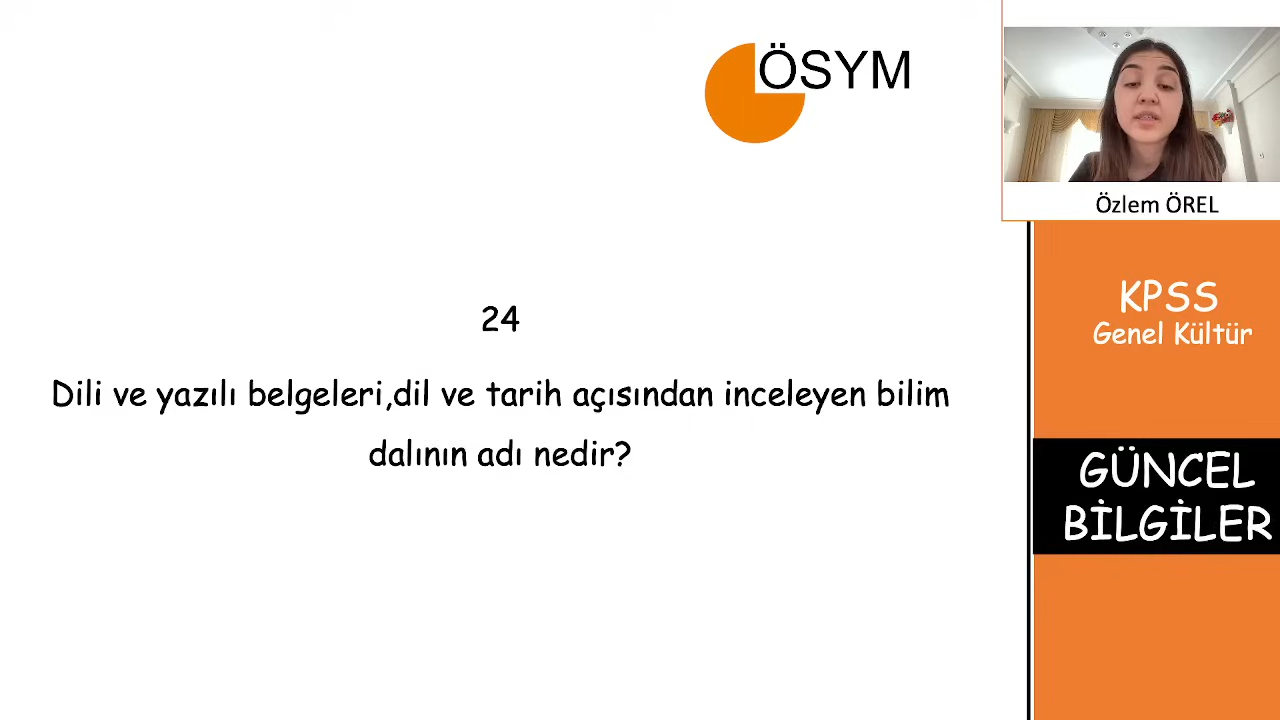 ÖSYM
Özlem ÖREL
KPSS
Genel Kültür
24
Dili ve yazılı belgeleri,dil ve tarih açısından inceleyen bilim
dalının adı nedir?
GÜNCEL
BİLGİLER